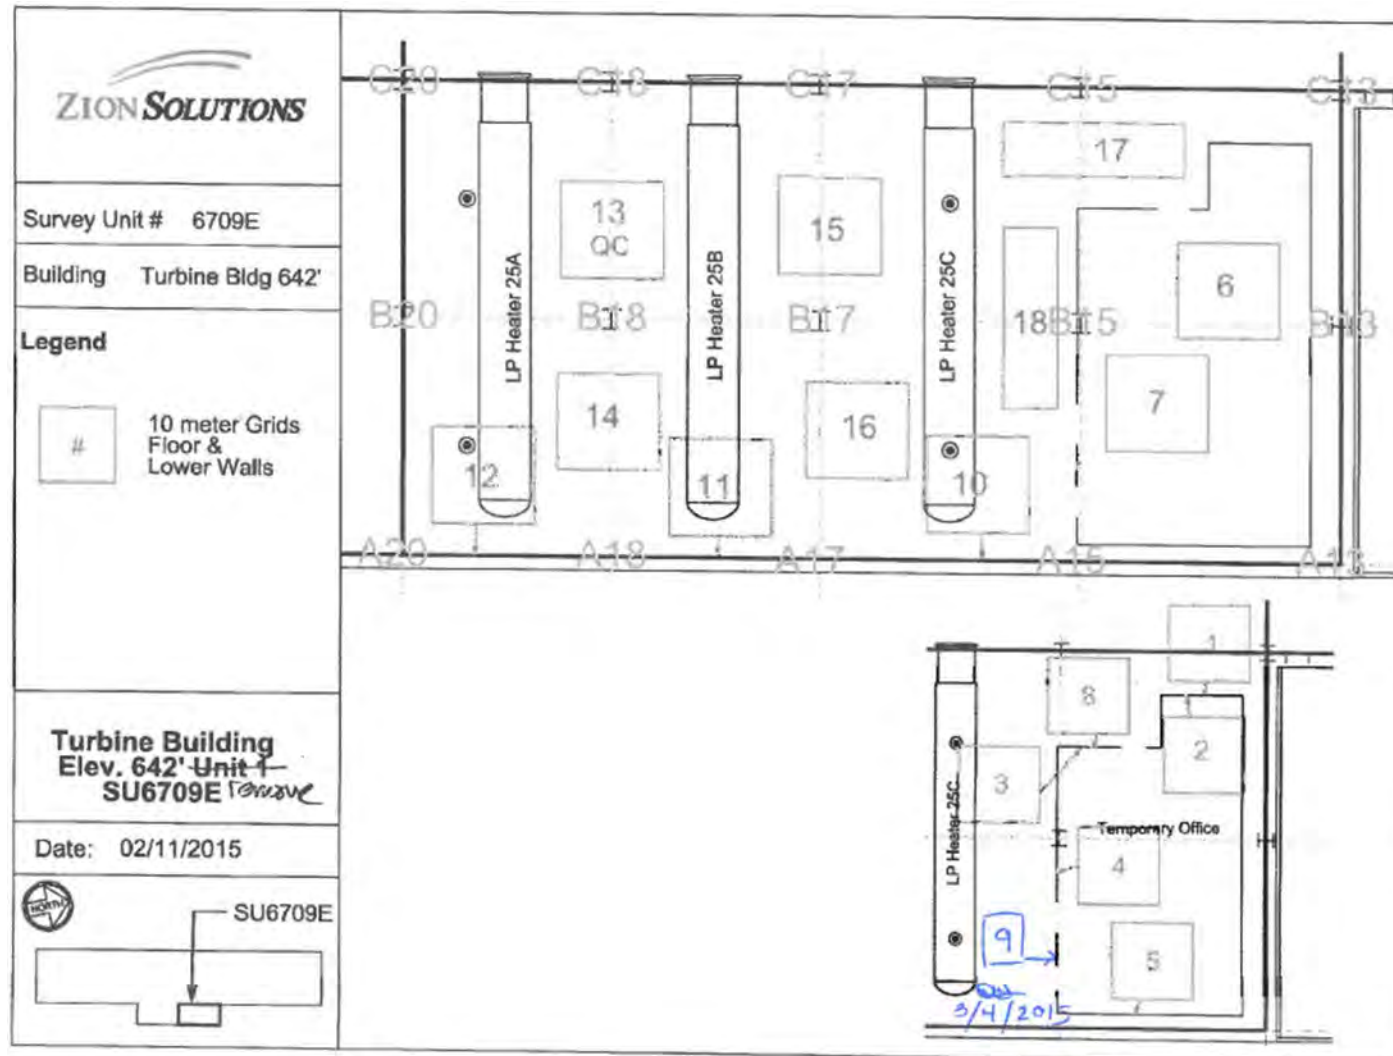 ZIONSOLUTIONS
Survey Unit # 6709E
Building Turbine Bldg 642'
Legend
#
10 meter Grids
Floor &
Lower Walls
Turbine Building
Elev. 642' Unit 1
SU6709E remove
Date: 02/11/2015
NORTH
SU6709E
C20 C18 C17 C15 C13
17
13
QC
15
6
LP Heater 25A
LP Heater 25B
LP Heater 25C
B20 B18 B17 18 B15 B13
7
14
16
12
11
10
A20 A18 A17 A15 A13
1
8
2
3
LP Heater 25C
Temporary Office
4
9
5
3/4/2015